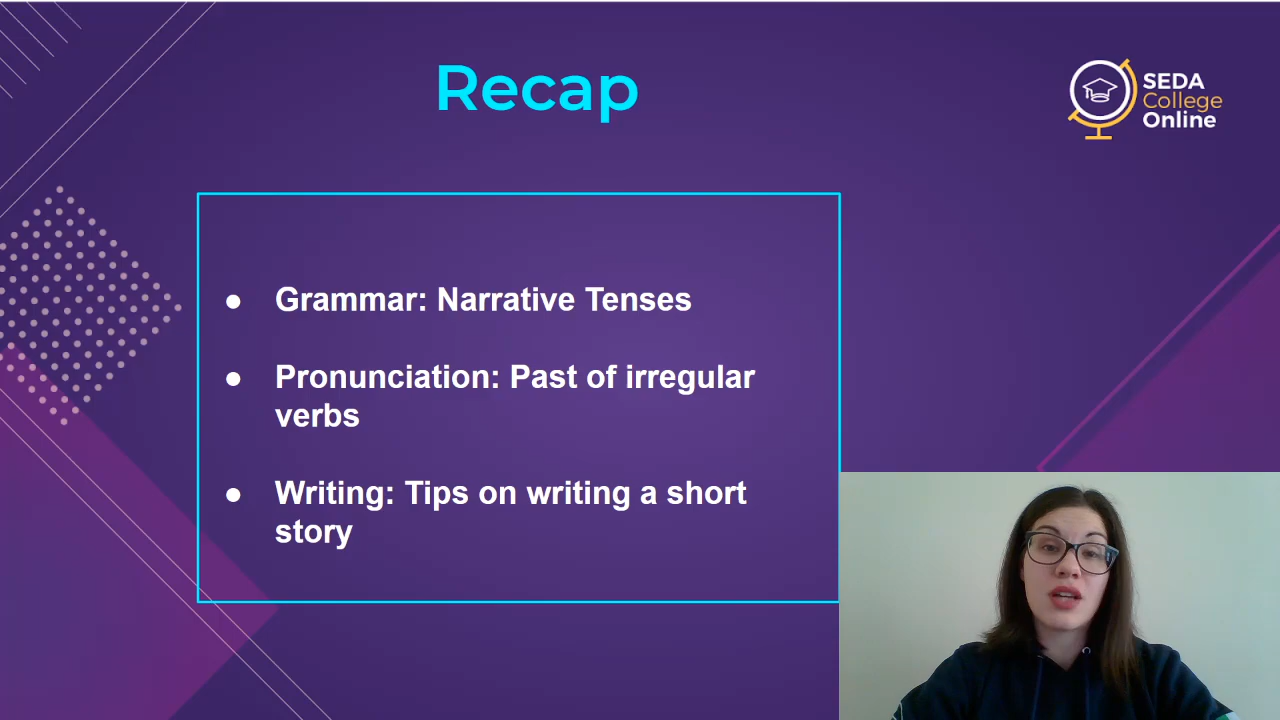 Recap
SEDA
College
Online
● Grammar: Narrative Tenses
● Pronunciation: Past of irregular
verbs
● Writing: Tips on writing a short
story